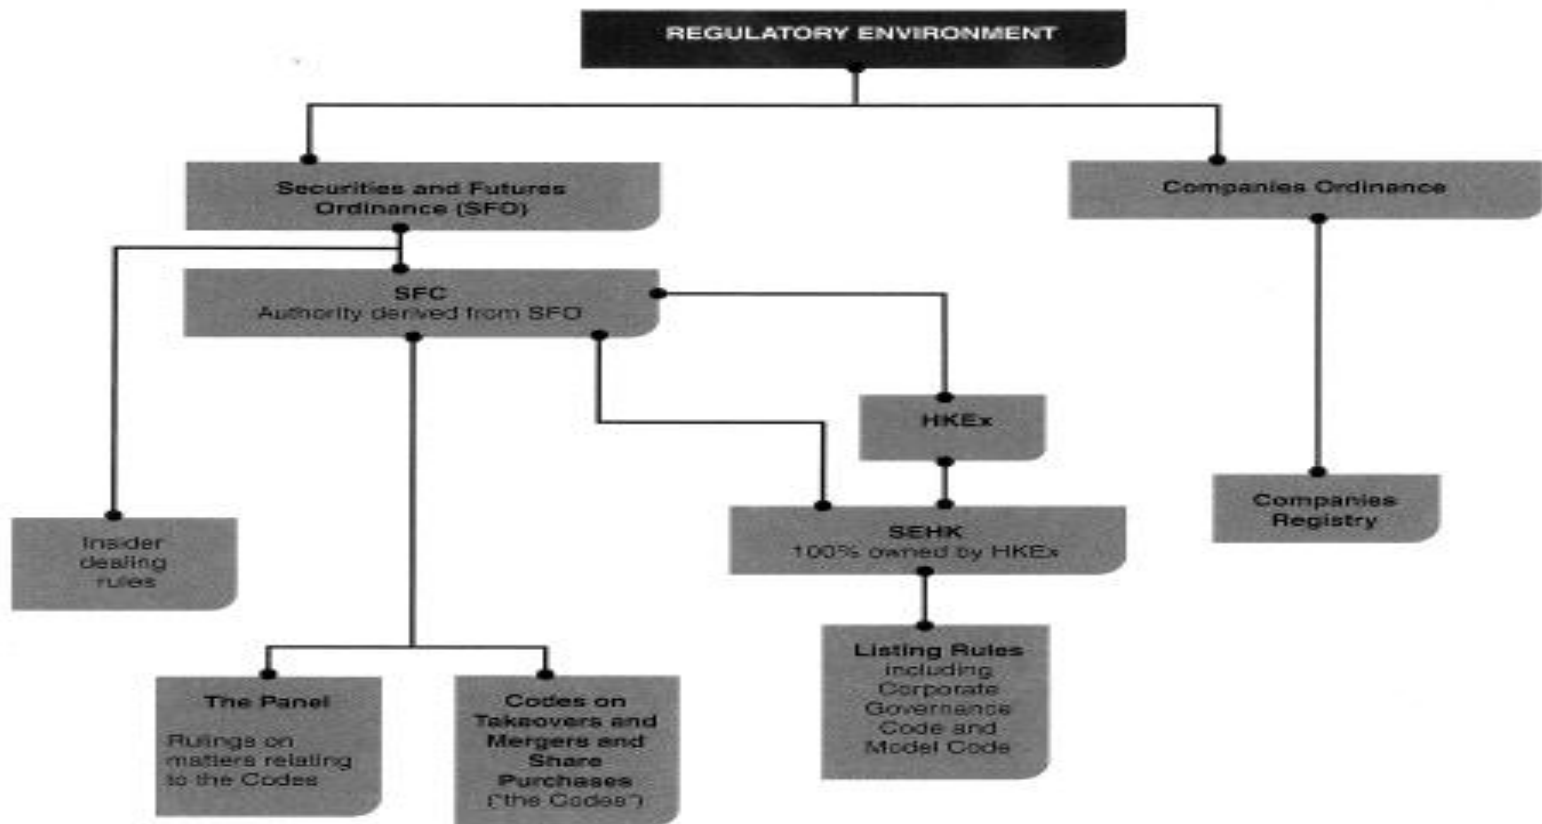 REGULATORY ENVIRONMENT
Securities and Futures
Ordinance (SFO)
Companies Ordinance
SFC
Authority derived from SFO
HKEx
Companies
Registry
SEHK
100% owned by HKEx
Insider
dealing
rules
Listing Rules
including
Corporate
Governance
Code and
Model Code
The Panel
Rulings on
matters relating
to the Codes
Codes on
Takeovers and
Mergers and
Share
Purchases
("the Codes")